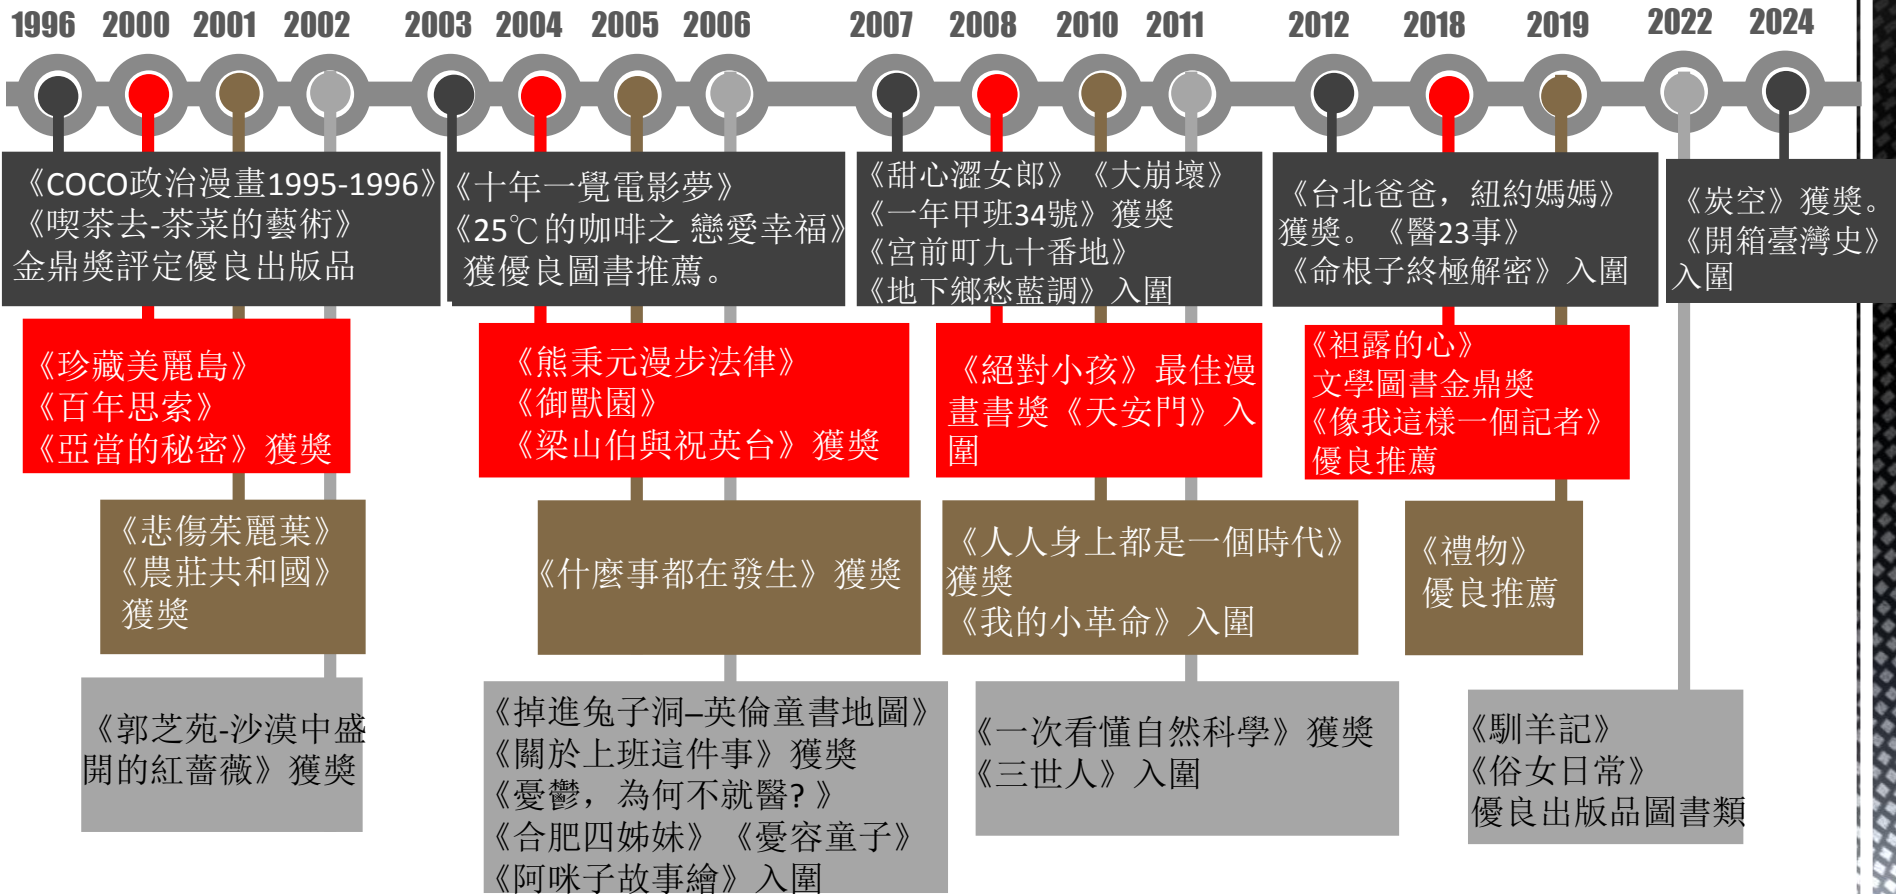 1996 2000 2001 2002 2003 2004 2005 2006 2007 2008 2010 2011 2012 2018 2019 2022 2024
《COCO政治漫畫1995-1996》
《喫茶去-茶菜的藝術》
金鼎獎評定優良出版品
《十年一覺電影夢》
《25℃的咖啡之 戀愛幸福》
獲優良圖書推薦。
《甜心澀女郎》《大崩壞》
《一年甲班34號》獲獎
《宮前町九十番地》
《地下鄉愁藍調》入圍
《台北爸爸，紐約媽媽》
獲獎。《醫23事》
《命根子終極解密》入圍
《炭空》獲獎。
《開箱臺灣史》
入圍
《珍藏美麗島》
《百年思索》
《亞當的秘密》獲獎
《熊秉元漫步法律》
《御獸園》
《梁山伯與祝英台》獲獎
《絕對小孩》最佳漫
畫書獎《天安門》入
圍
《袒露的心》
文學圖書金鼎獎
《像我這樣一個記者》
優良推薦
《悲傷茱麗葉》
《農莊共和國》
獲獎
《什麼事都在發生》獲獎
《人人身上都是一個時代》
獲獎
《我的小革命》入圍
《禮物》
優良推薦
《郭芝苑-沙漠中盛
開的紅薔薇》獲獎
《掉進兔子洞–英倫童書地圖》
《關於上班這件事》獲獎
《憂鬱，為何不就醫?》
《合肥四姊妹》《憂容童子》
《阿咪子故事繪》入圍
《一次看懂自然科學》獲獎
《三世人》入圍
《馴羊記》
《俗女日常》
優良出版品圖書類